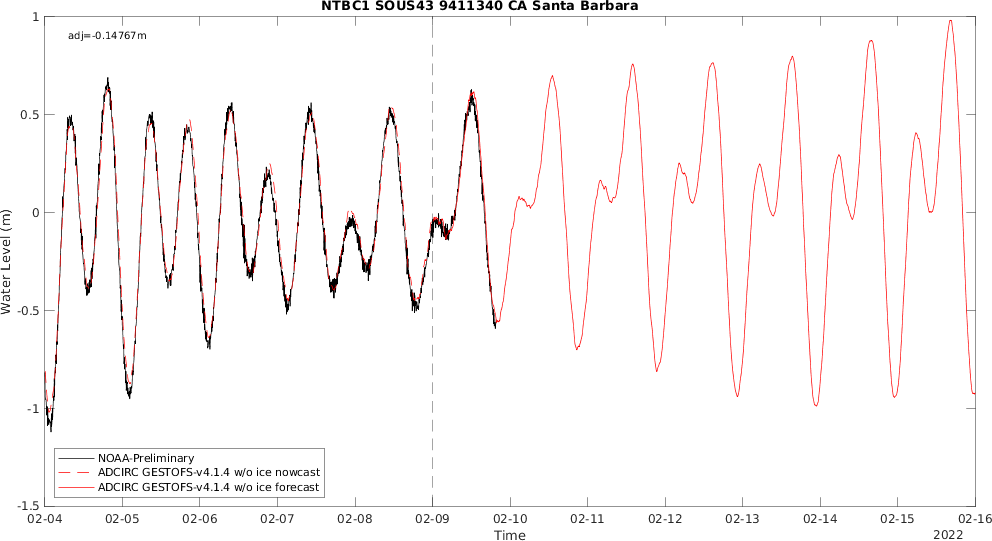 NTBC1 SOUS43 9411340 CA Santa Barbara
adj=-0.14767m
1
0.5
0
-0.5
-1
-1.5
Water Level (m)
NOAA-Preliminary
ADCIRC GESTOFS-v4.1.4 w/o ice nowcast
ADCIRC GESTOFS-v4.1.4 w/o ice forecast
02-04 02-05 02-06 02-07 02-08 02-09 02-10 02-11 02-12 02-13 02-14 02-15 02-16
Time
2022